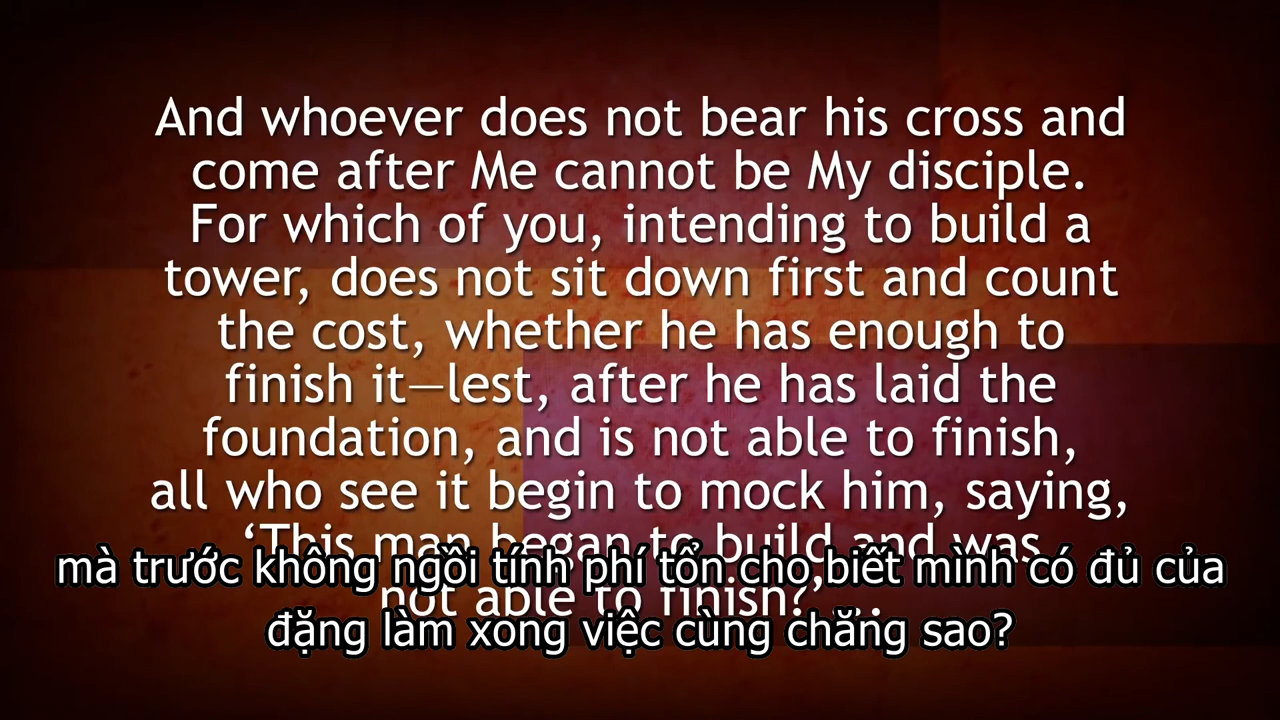 And whoever does not bear his cross and
come after Me cannot be My disciple.
For which of you, intending to build a
tower, does not sit down first and count
the cost, whether he has enough to
finish it—lest, after he has laid the
foundation, and is not able to finish,
all who see it begin to mock him, saying,
‘This man began to build and was
not able to finish?’ ...
mà trước không ngồi tính phí tổn cho biết mình có đủ của
đặng làm xong việc cùng chăng sao?